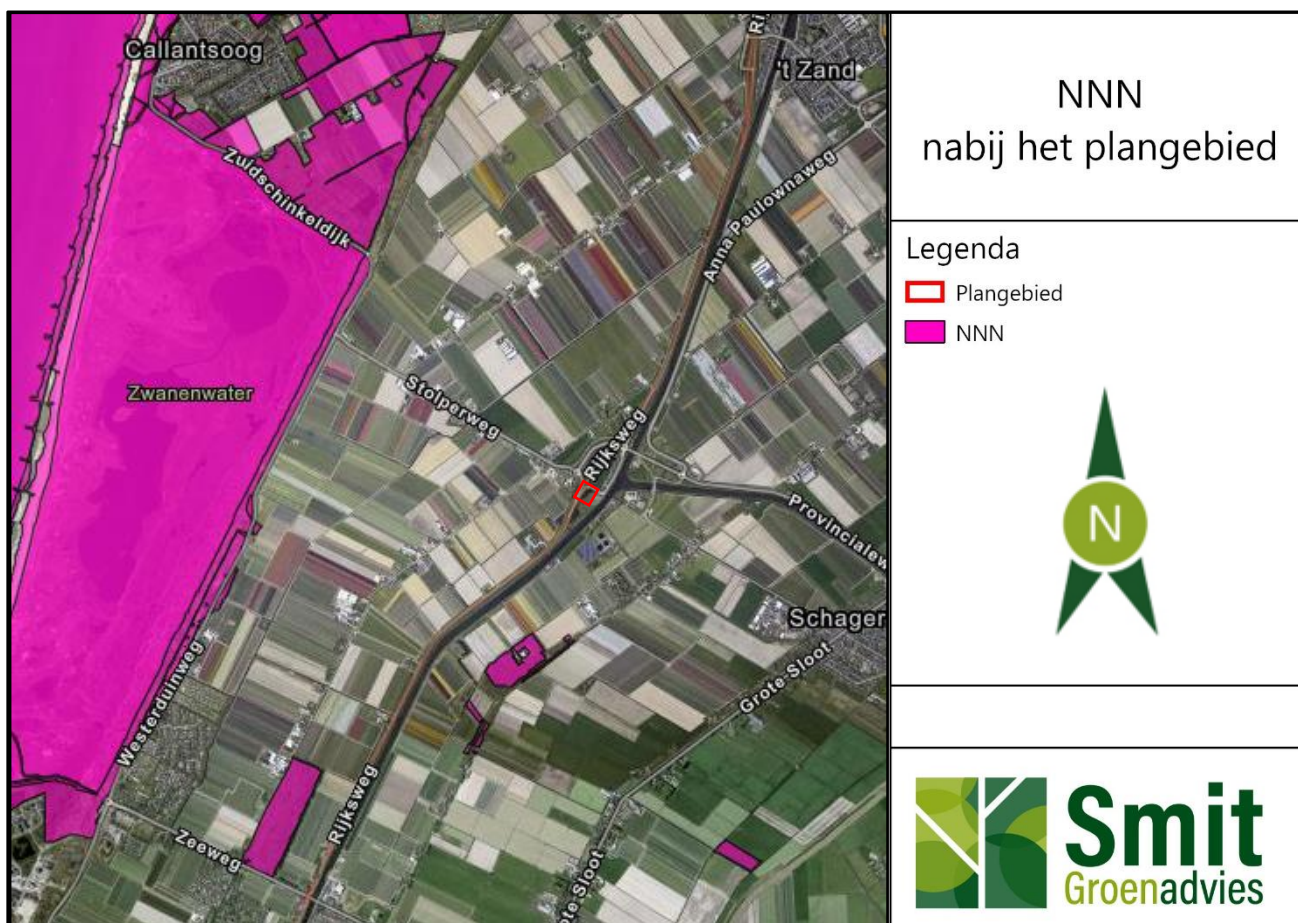 Callantsoog
't Zand
Zuidschinkeldijk
Anna Paulownaweg
Zwanenwater
Stolperweg
Rijksweg
Provincialew
Schager
Grote Sloot
Westerduinweg
Rijksweg
Zeeweg
Grote Sloot
NNN
nabij het plangebied
Legenda
Plangebied
NNN
N
Smit
Groenadvies